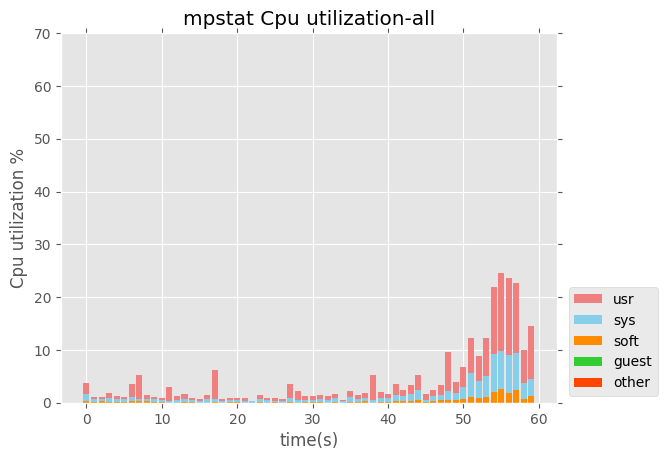 mpstat Cpu utilization-all
70
60
50
40
30
20
10
0
Cpu utilization %
0 10 20 30 40 50 60
time(s)
usr
sys
soft
guest
other